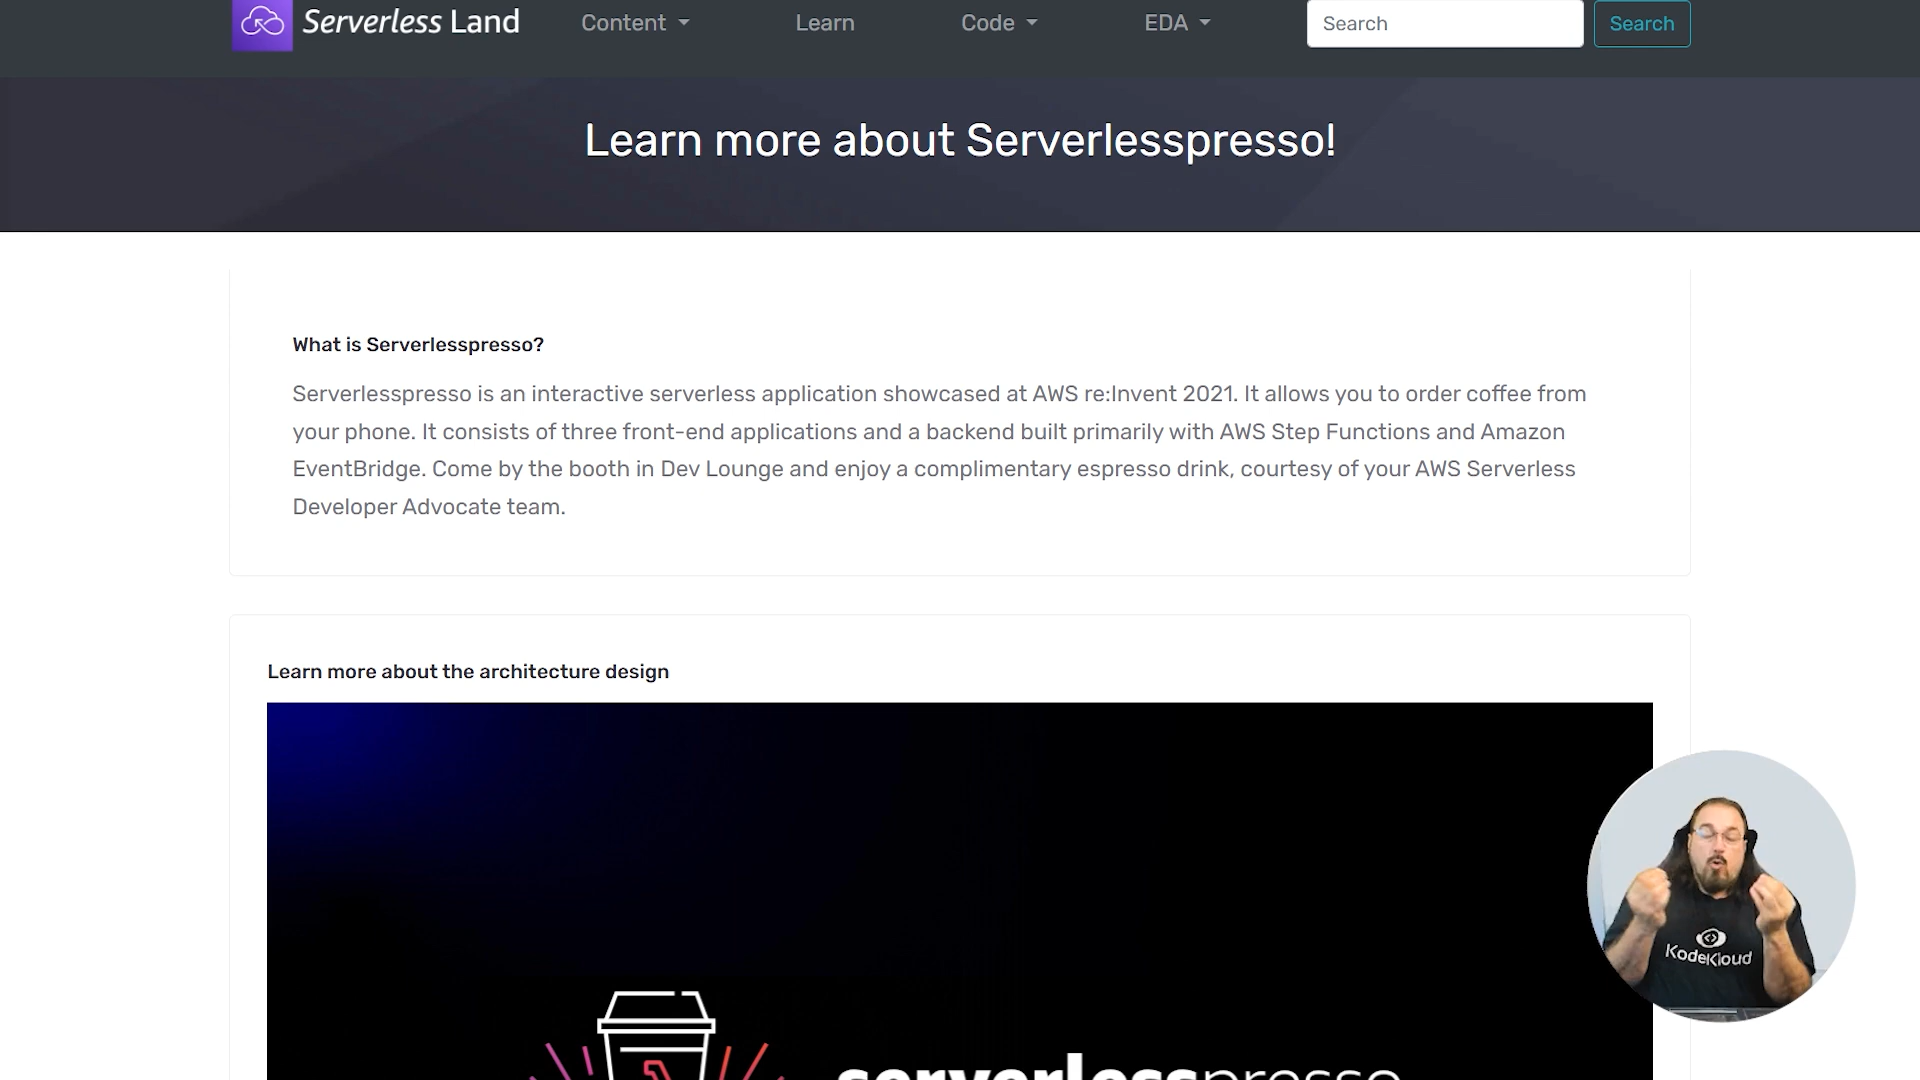 Serverless Land Content Learn Code EDA Search Search
Learn more about Serverlesspresso!
What is Serverlesspresso?
Serverlesspresso is an interactive serverless application showcased at AWS re:Invent 2021. It allows you to order coffee from
your phone. It consists of three front-end applications and a backend built primarily with AWS Step Functions and Amazon
EventBridge. Come by the booth in Dev Lounge and enjoy a complimentary espresso drink, courtesy of your AWS Serverless
Developer Advocate team.
Learn more about the architecture design
KodeKloud
serverlesspresso